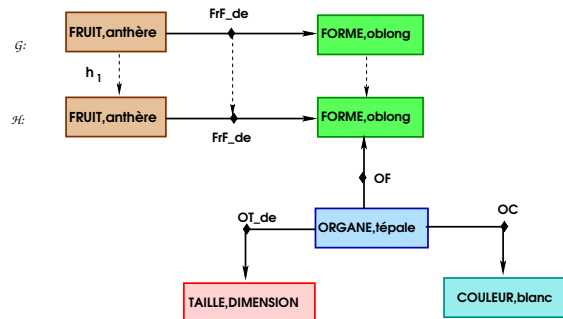 FrF_de
G:
FRUIT,anthère
FORME,oblong
h1
H:
FRUIT,anthère
FORME,oblong
FrF_de
OF
OT_de
OC
ORGANE,tépale
TAILLE,DIMENSION
COULEUR,blanc